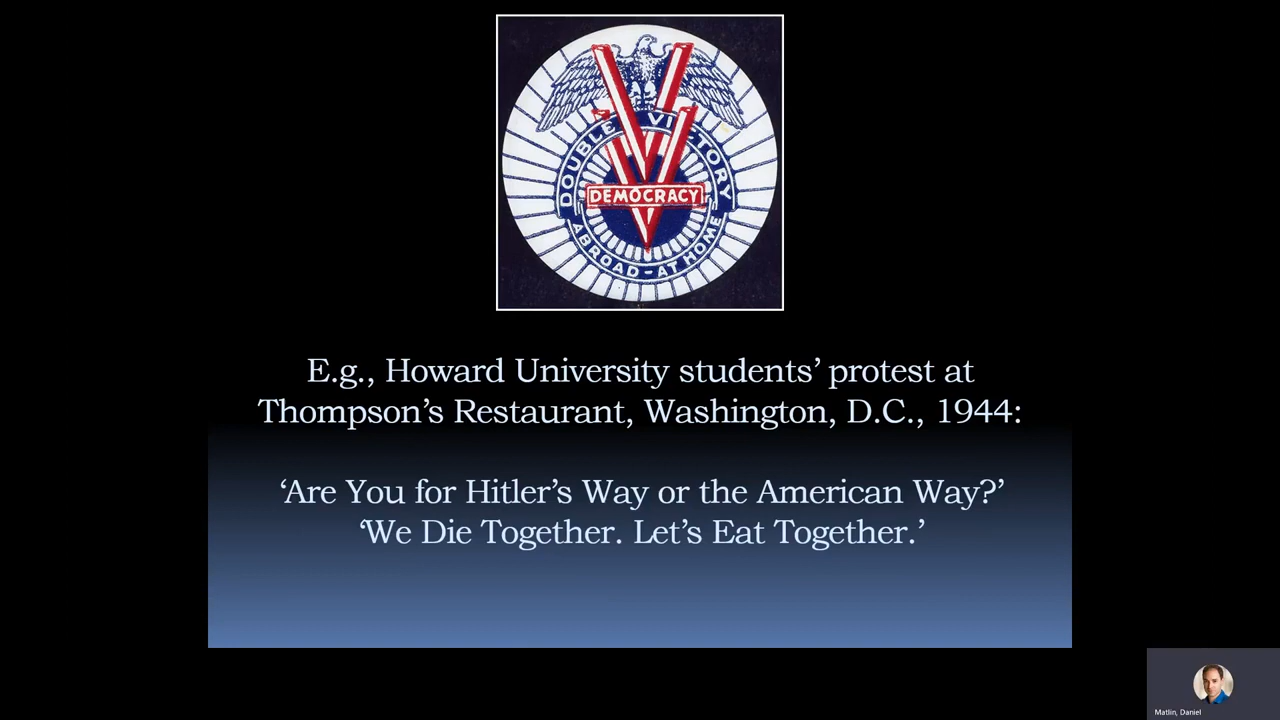 DOUBLE VICTORY
DEMOCRACY
ABROAD - AT HOME
E.g., Howard University students’ protest at
Thompson’s Restaurant, Washington, D.C., 1944:
‘Are You for Hitler’s Way or the American Way?’
‘We Die Together. Let’s Eat Together.’
Matlin, Daniel